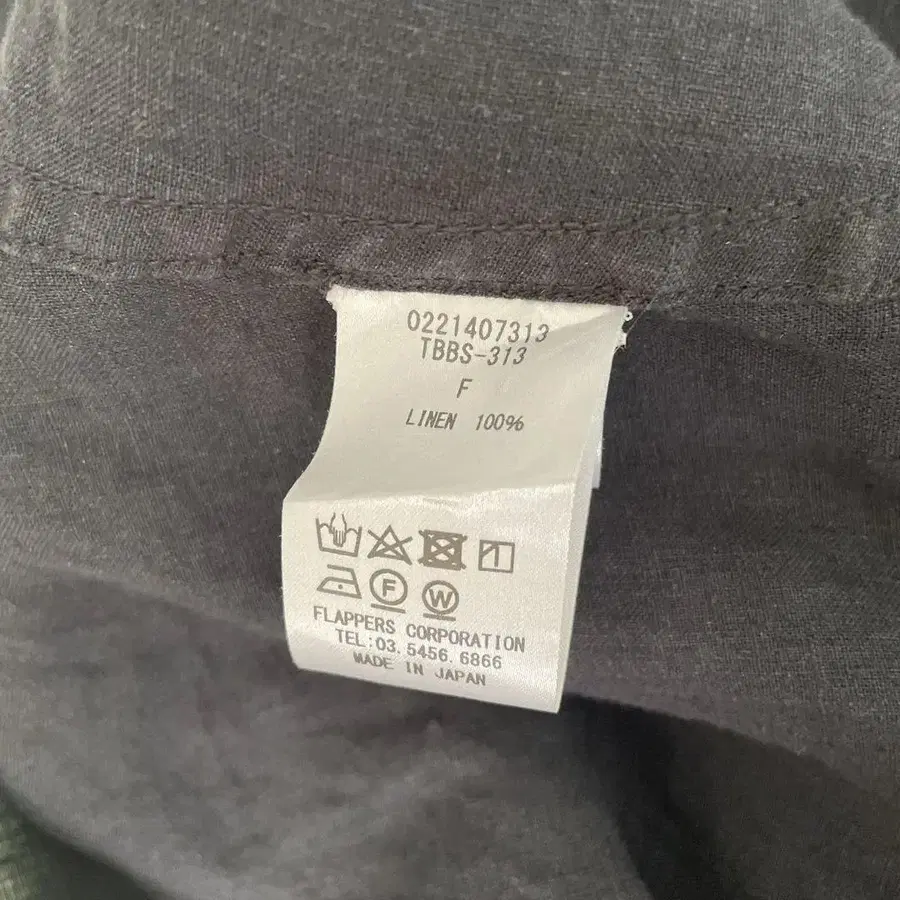 0221407313
TBBS-313
F
LINEN 100%
F W
FLAPPERS CORPORATION
TEL:03.5456.6866
MADE IN JAPAN